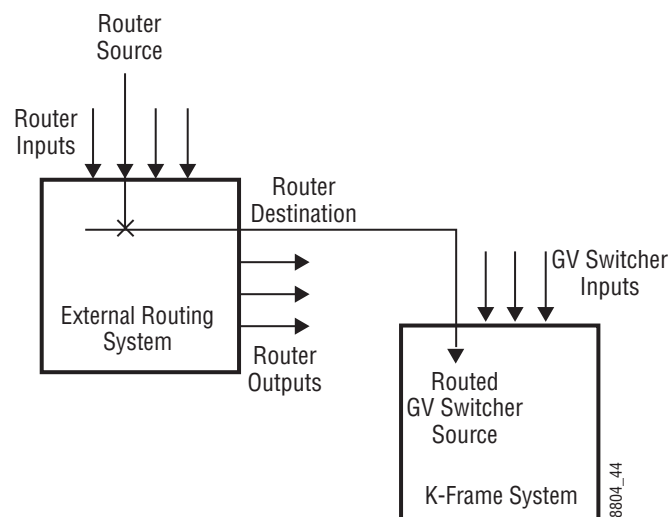 Router
Source
Router
Inputs
Router
Destination
GV Switcher
Inputs
External Routing
System
Router
Outputs
Routed
GV Switcher
Source
K-Frame System
8804_44